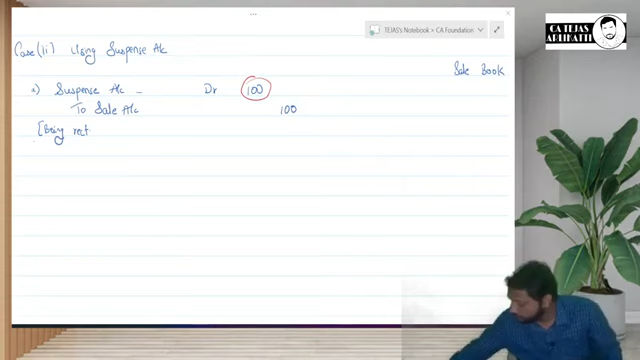 CA TEJAS
ARLIKATTI
TEJAS's Notebook > CA Foundation
Case(ii) Using Suspense A/c
Sale Book
a) Suspense A/c - Dr 100
To Sale A/c 100
[Being rect